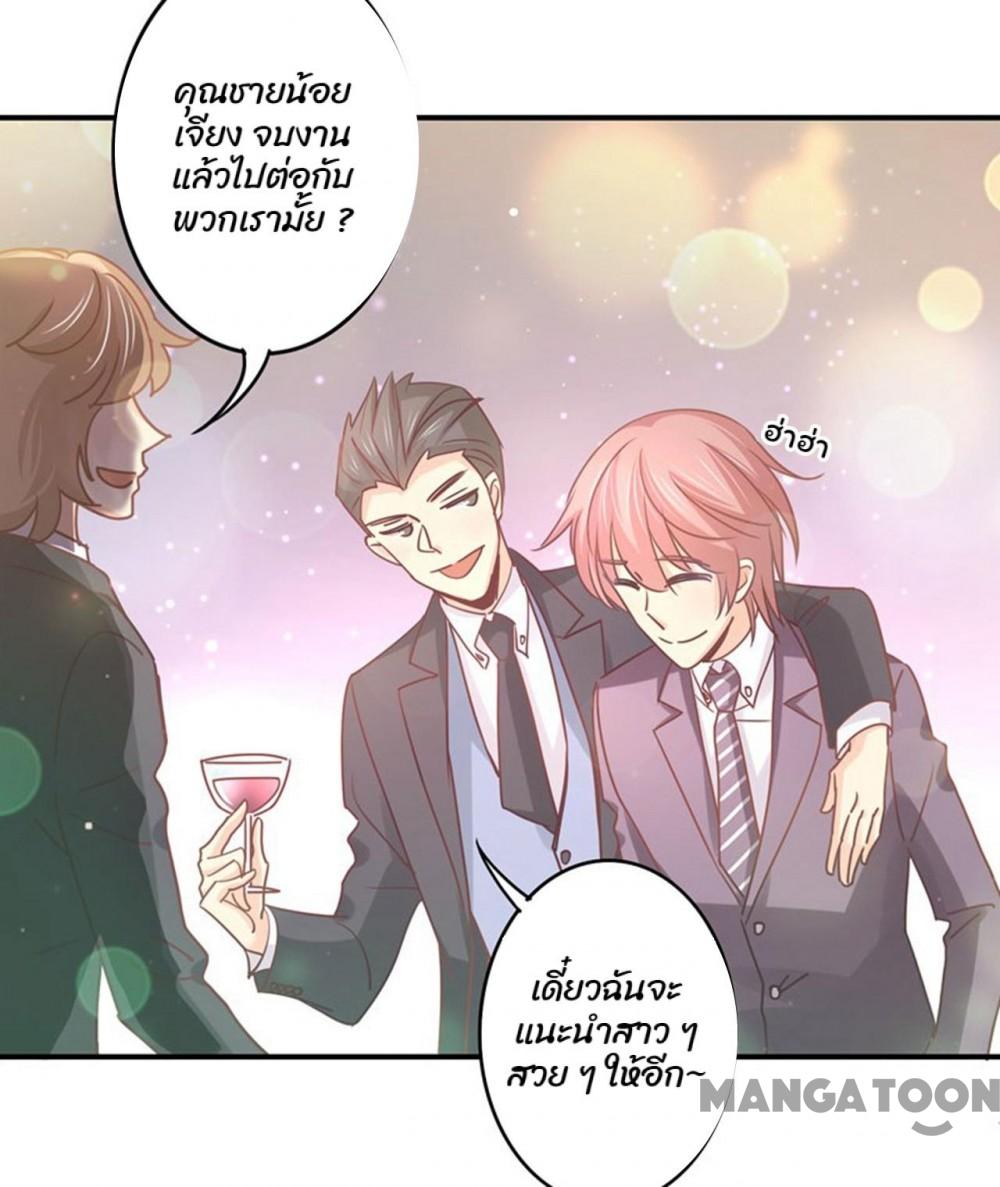 คุณชายน้อย
เจียง จบงาน
แล้วไปต่อกับ
พวกเรามั้ย ?
ฮ่าฮ่า
เดี๋ยวฉันจะ
แนะนำสาว ๆ
สวย ๆ ให้อีก~
MANGATOON